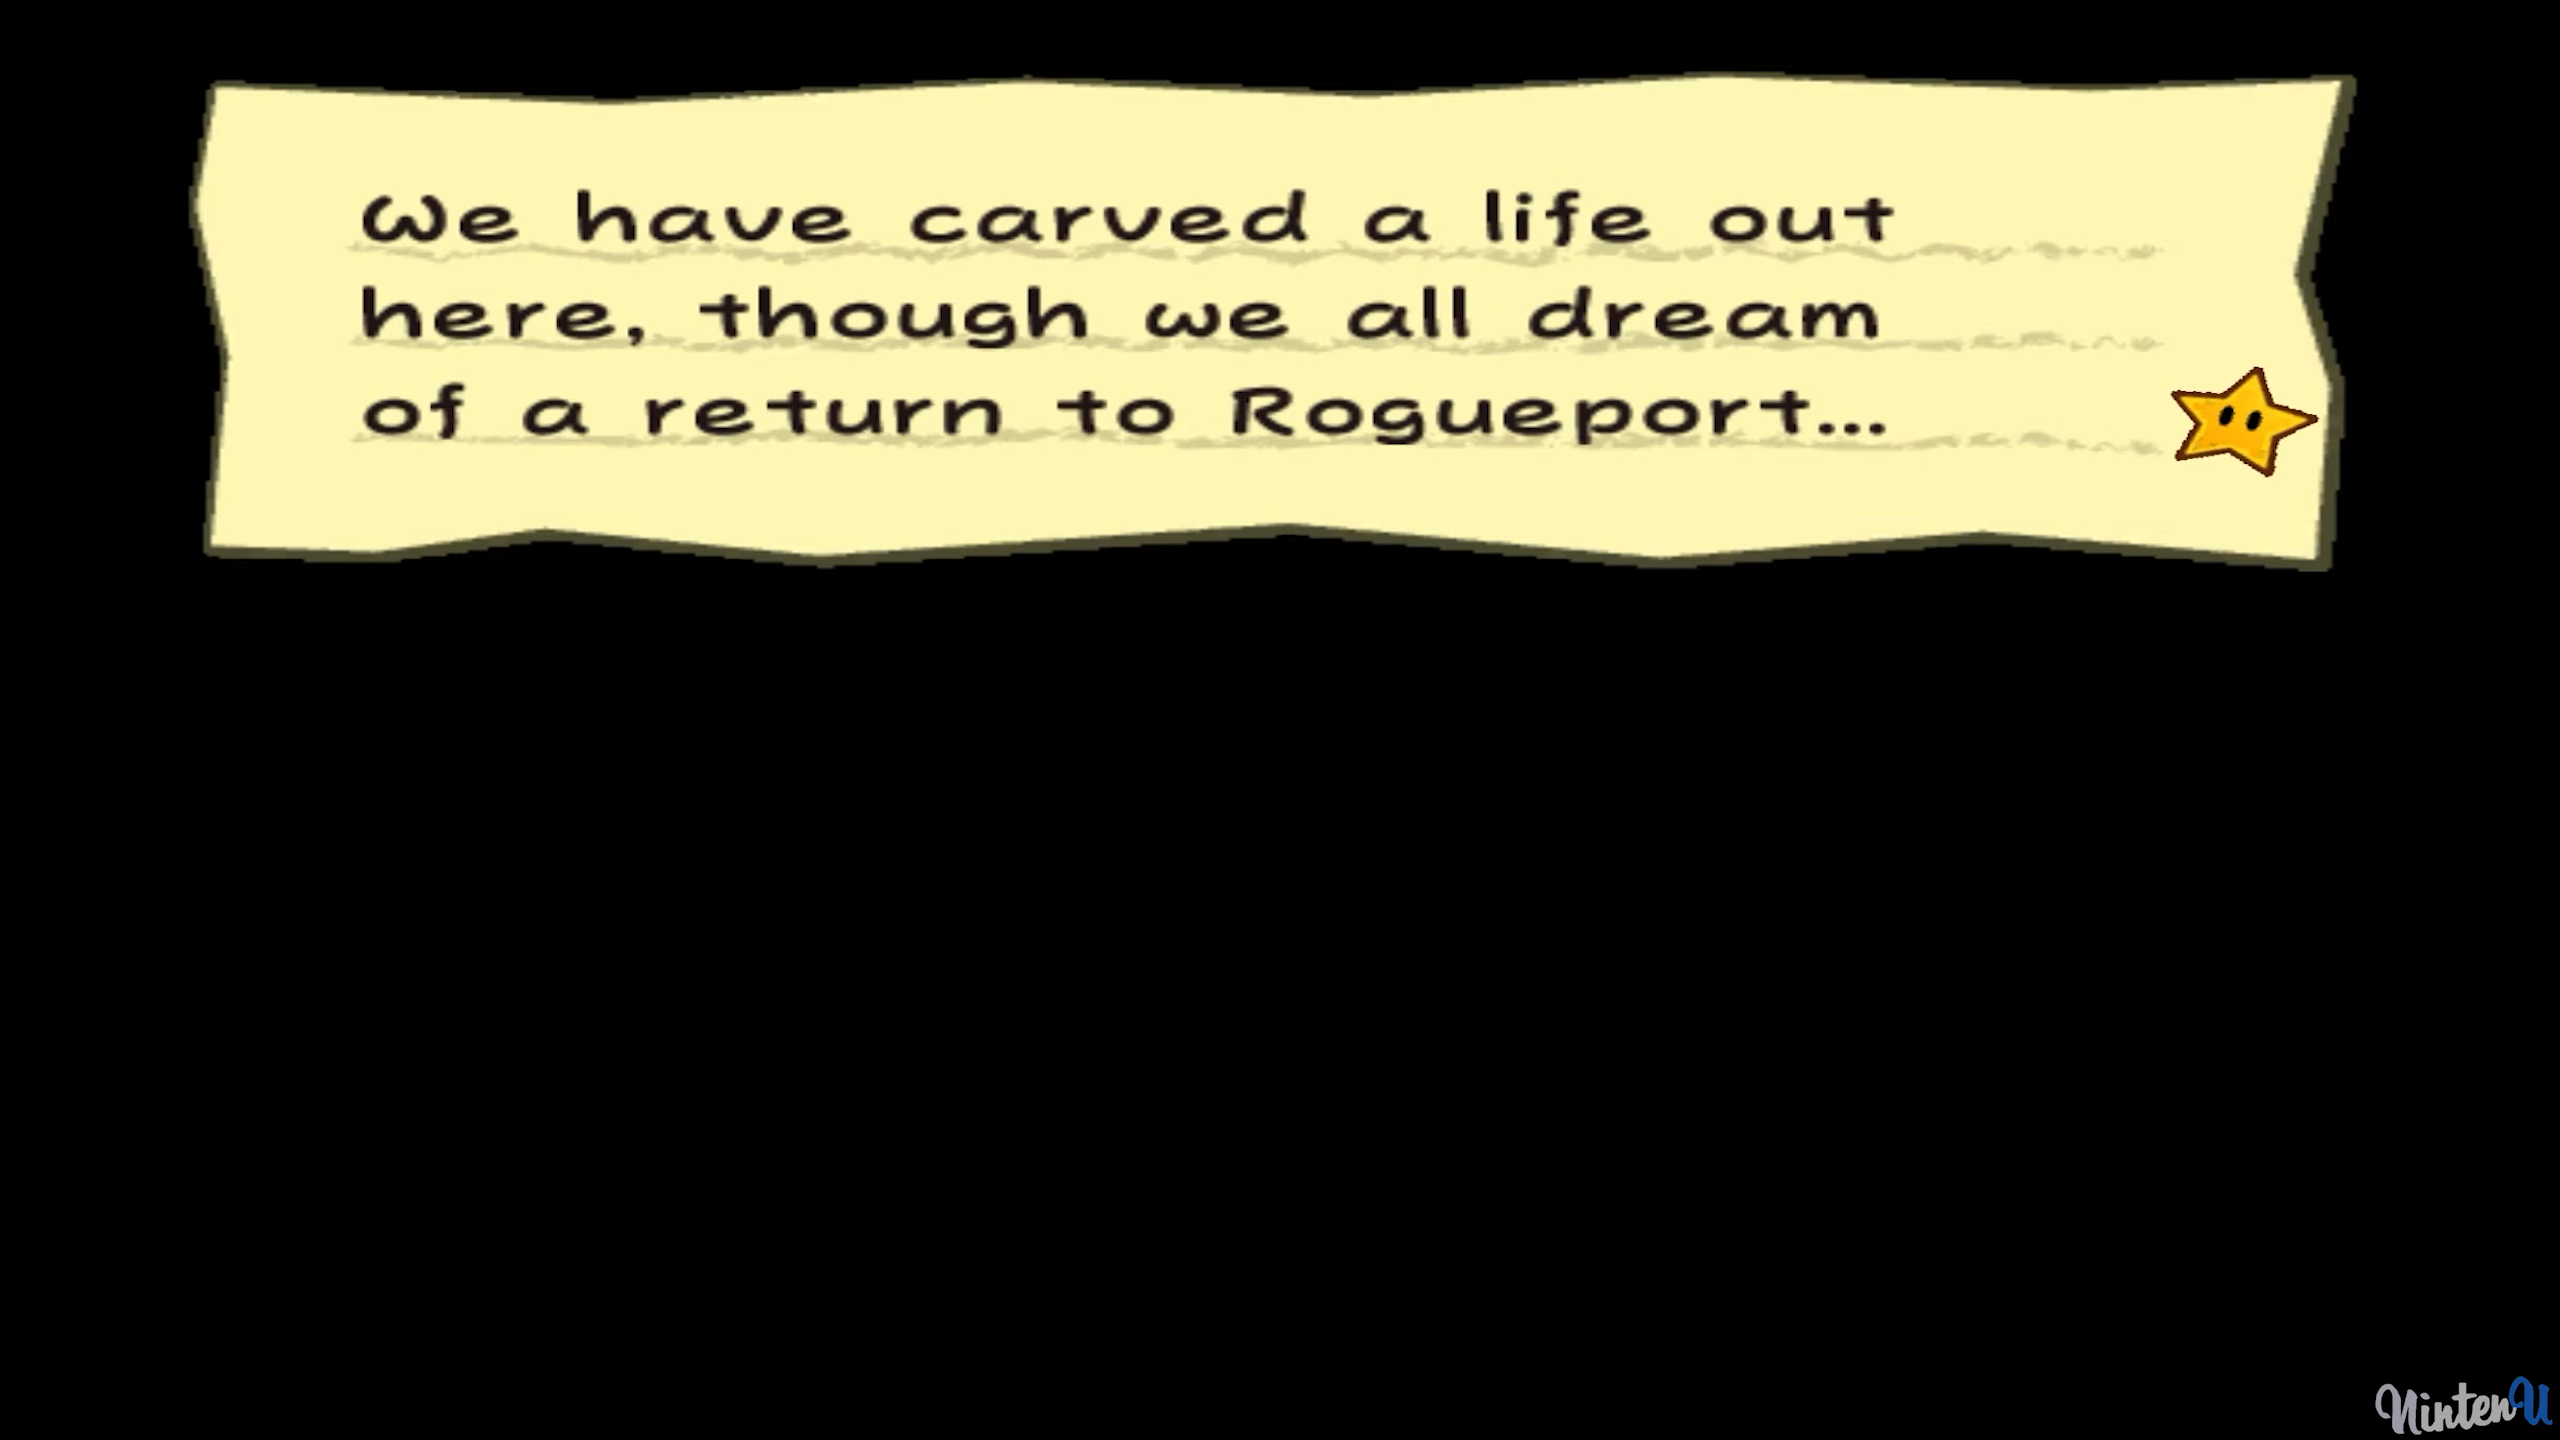 We have carved a life out
here, though we all dream
of a return to Rogueport...
NintenU